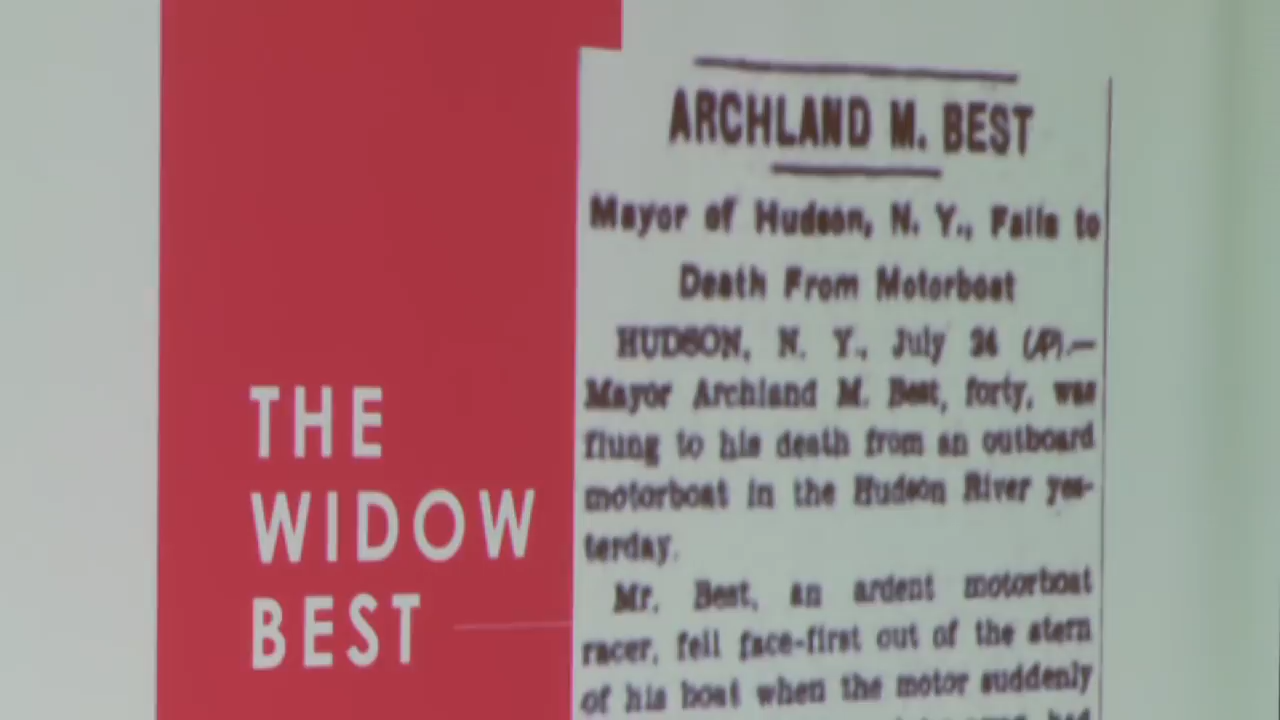 THE
WIDOW
BEST
ARCHLAND M. BEST
Mayor of Hudson, N. Y., Falls to
Death From Motorboat
HUDSON, N. Y., July 24 (AP).—
Mayor Archland M. Best, forty, was
flung to his death from an outboard
motorboat in the Hudson River yes-
terday.
Mr. Best, an ardent motorboat
racer, fell face-first out of the stern
of his boat when the motor suddenly